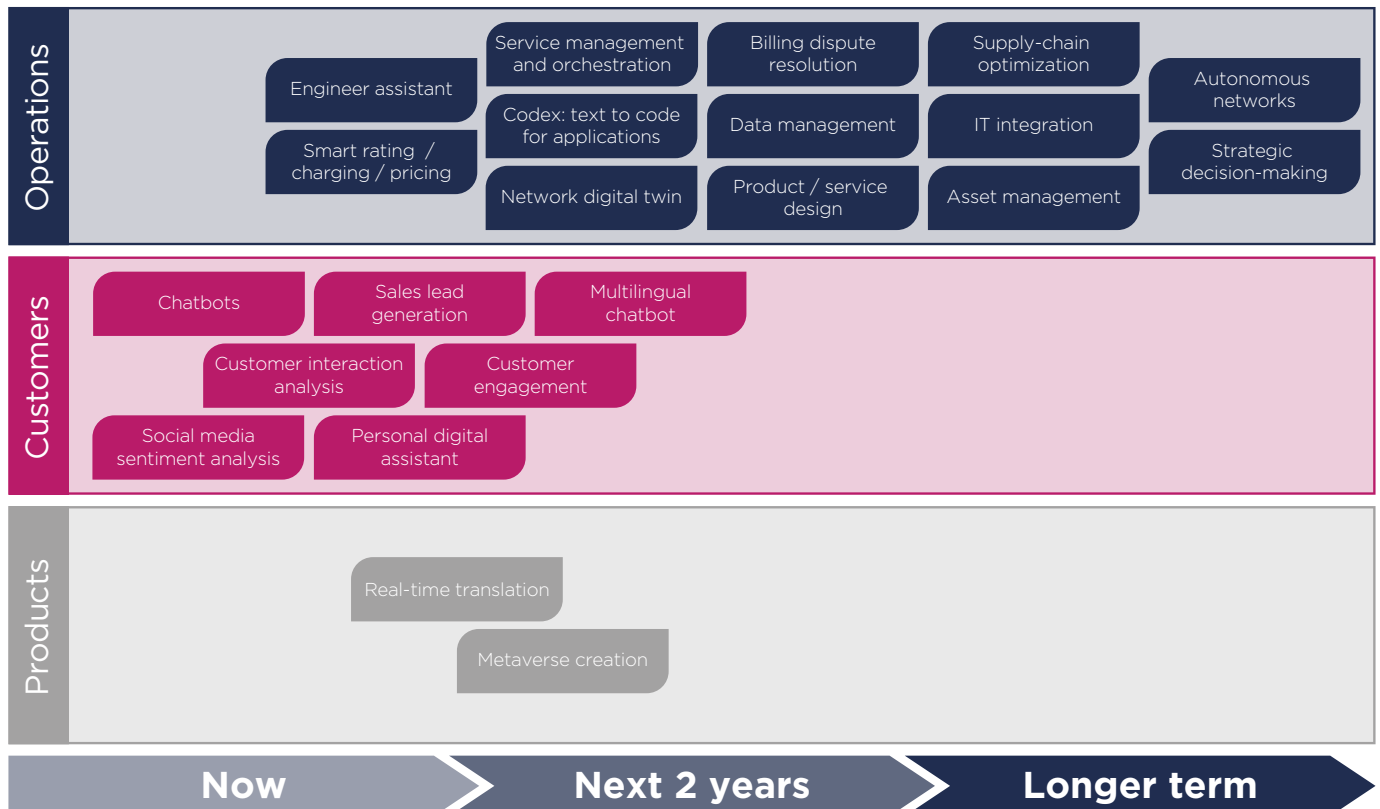 Operations
Engineer assistant
Smart rating /
charging / pricing
Service management
and orchestration
Codex: text to code
for applications
Network digital twin
Billing dispute
resolution
Data management
Product / service
design
Supply-chain
optimization
IT integration
Asset management
Autonomous
networks
Strategic
decision-making
Customers
Chatbots
Sales lead
generation
Multilingual
chatbot
Customer interaction
analysis
Customer
engagement
Social media
sentiment analysis
Personal digital
assistant
Products
Real-time translation
Metaverse creation
Now
Next 2 years
Longer term